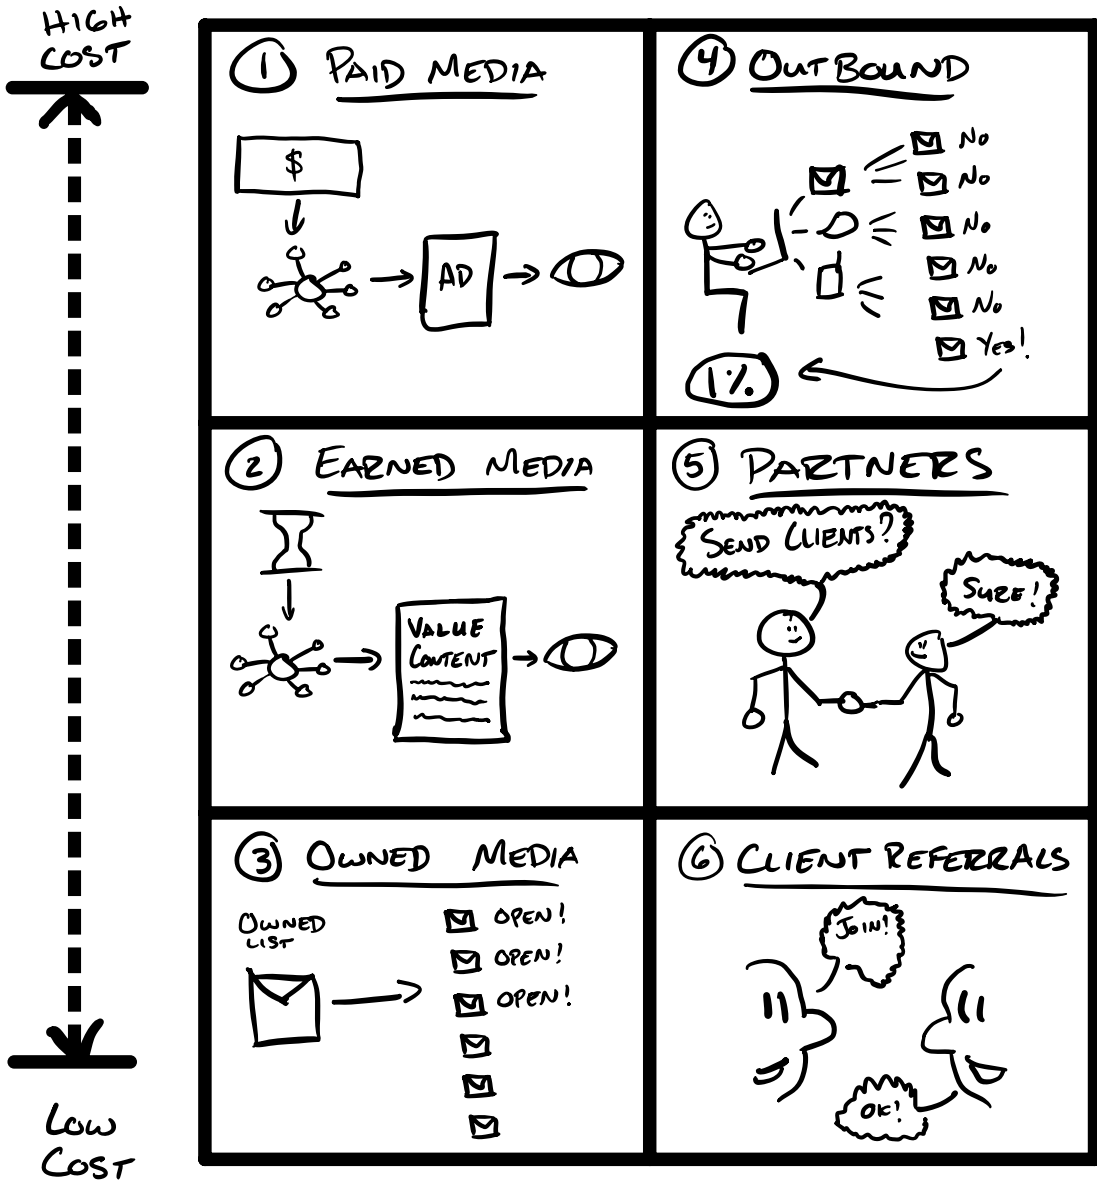 HIGH
COST
1 PAID MEDIA
$
AD
4 OUTBOUND
No
No
No
No
No
YES!
1%
2 EARNED MEDIA
VALUE
CONTENT
5 PARTNERS
SEND CLIENTS?
SURE!
3 OWNED MEDIA
OWNED
LIST
OPEN!
OPEN!
OPEN!
6 CLIENT REFERRALS
JOIN!
OK!
LOW
COST